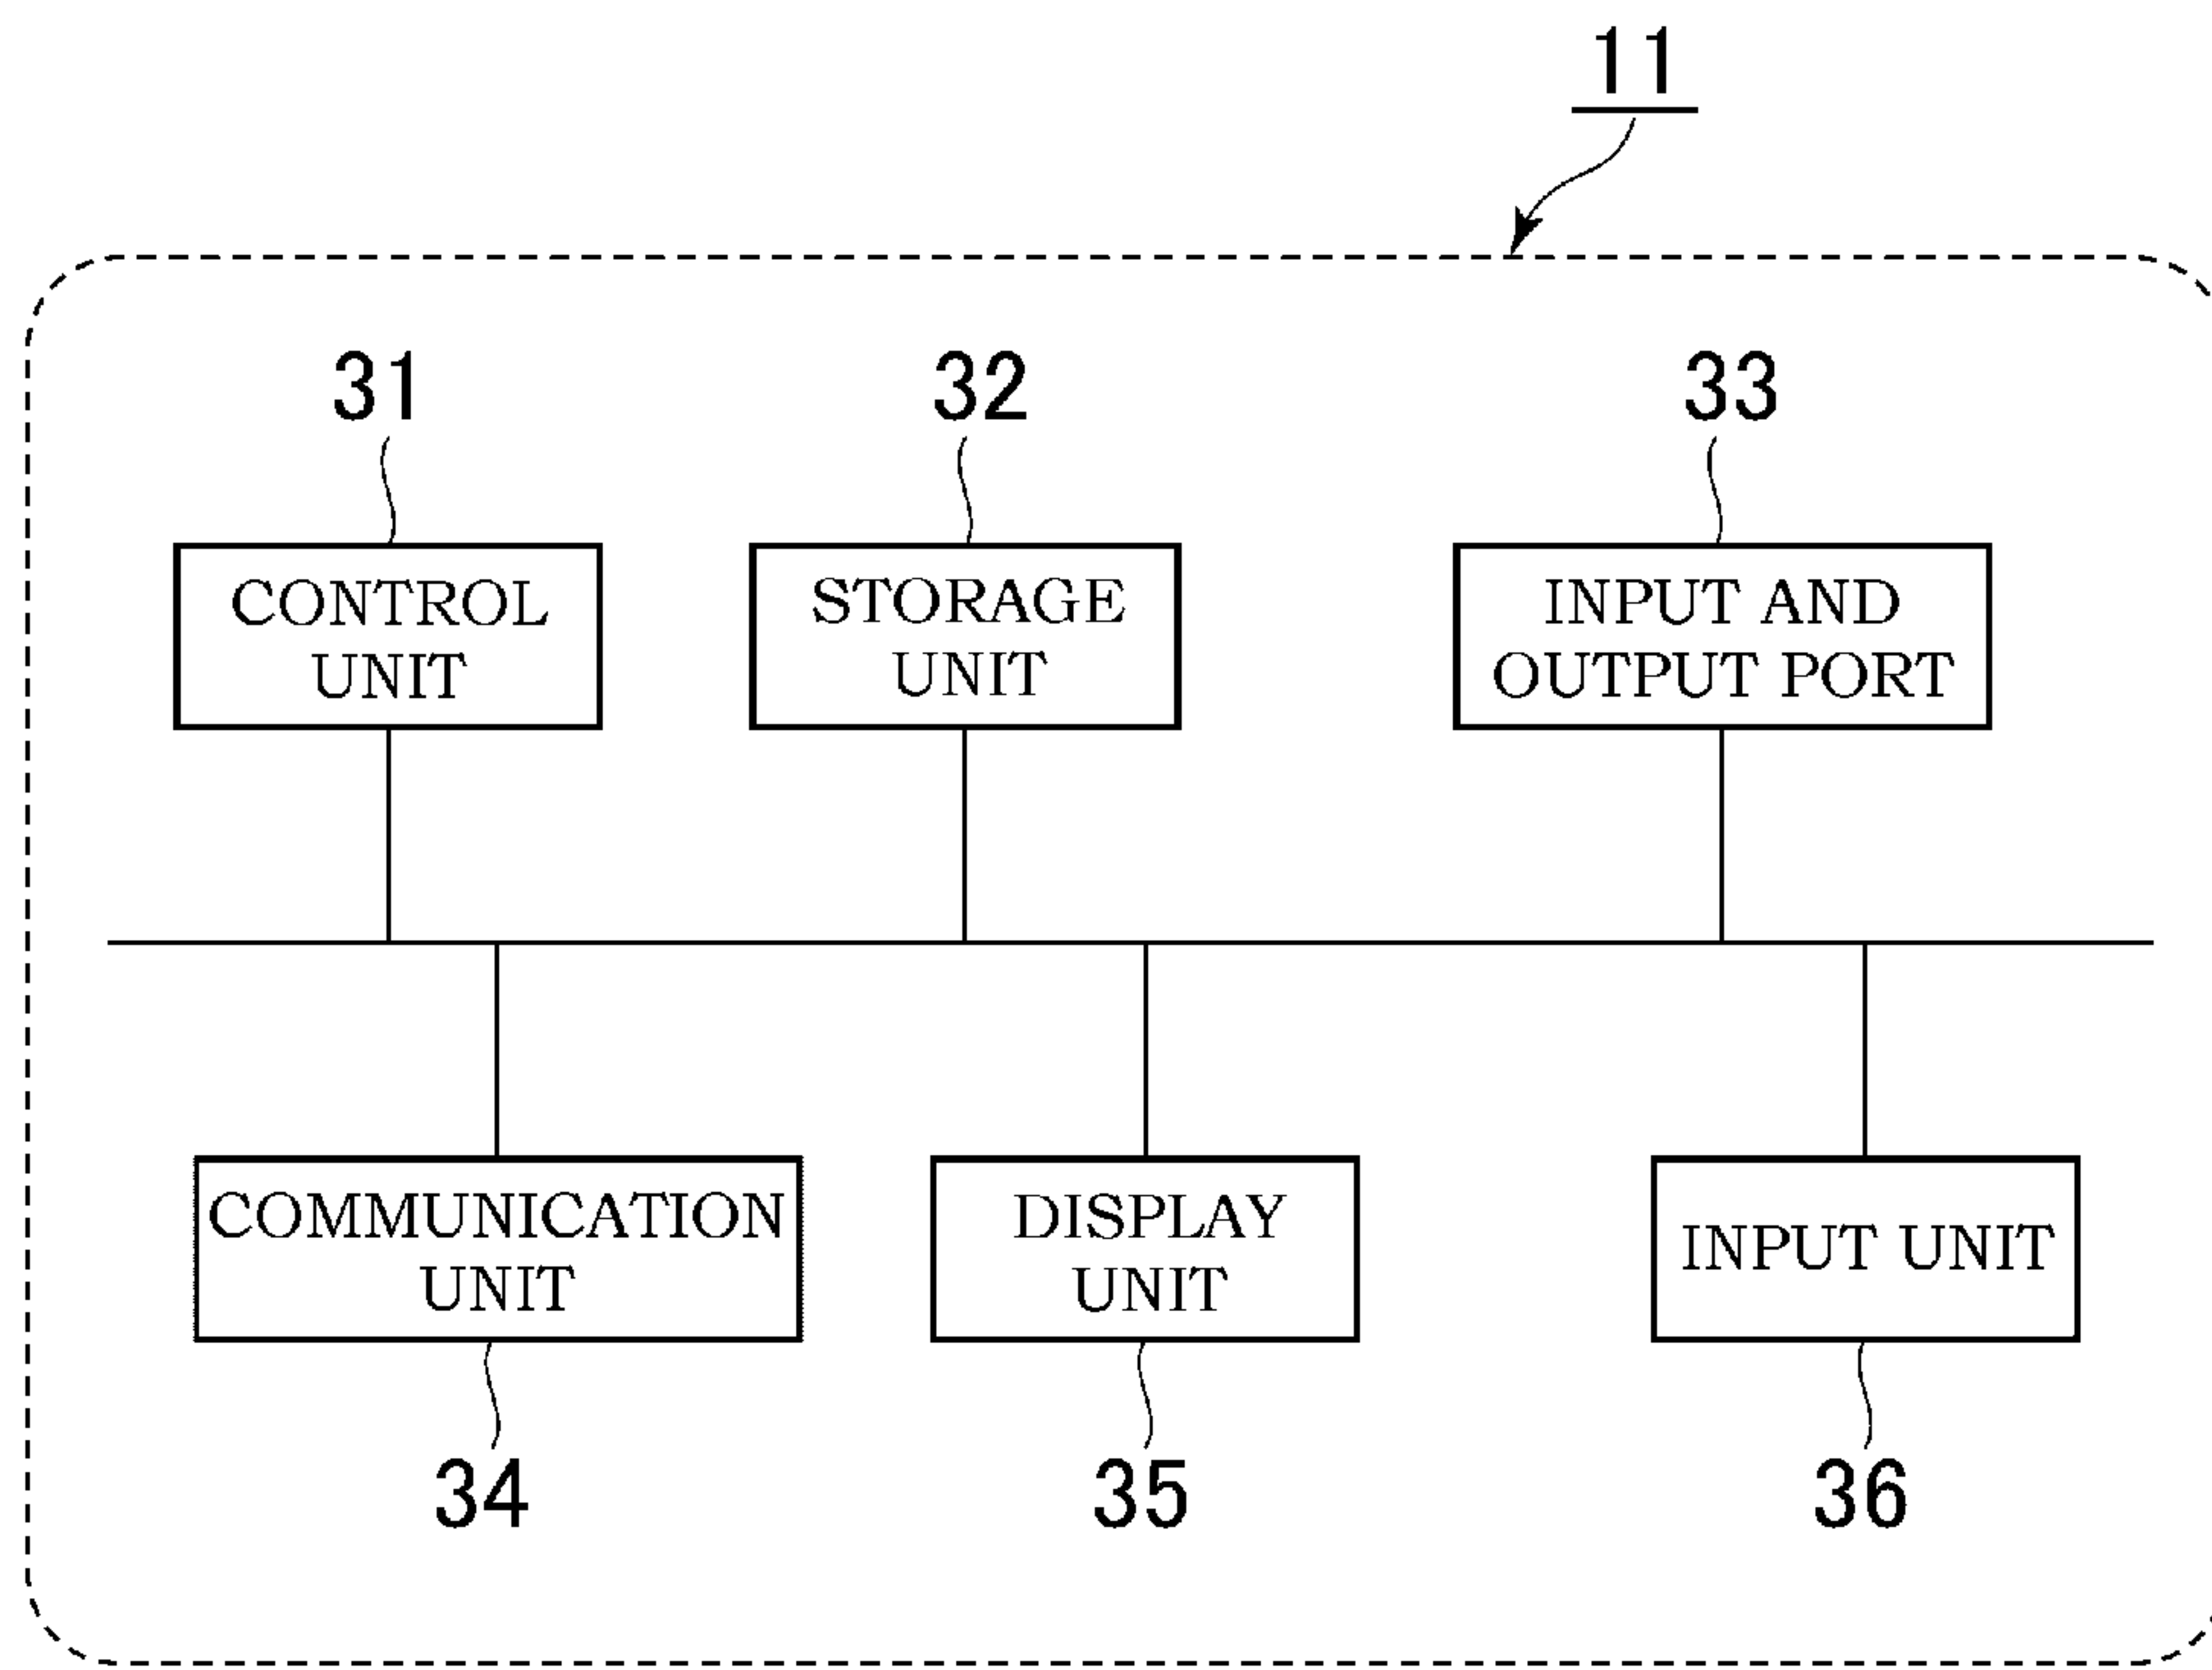 11
31
32
33
CONTROL
UNIT
STORAGE
UNIT
INPUT AND
OUTPUT PORT
COMMUNICATION
UNIT
DISPLAY
UNIT
INPUT UNIT
34
35
36